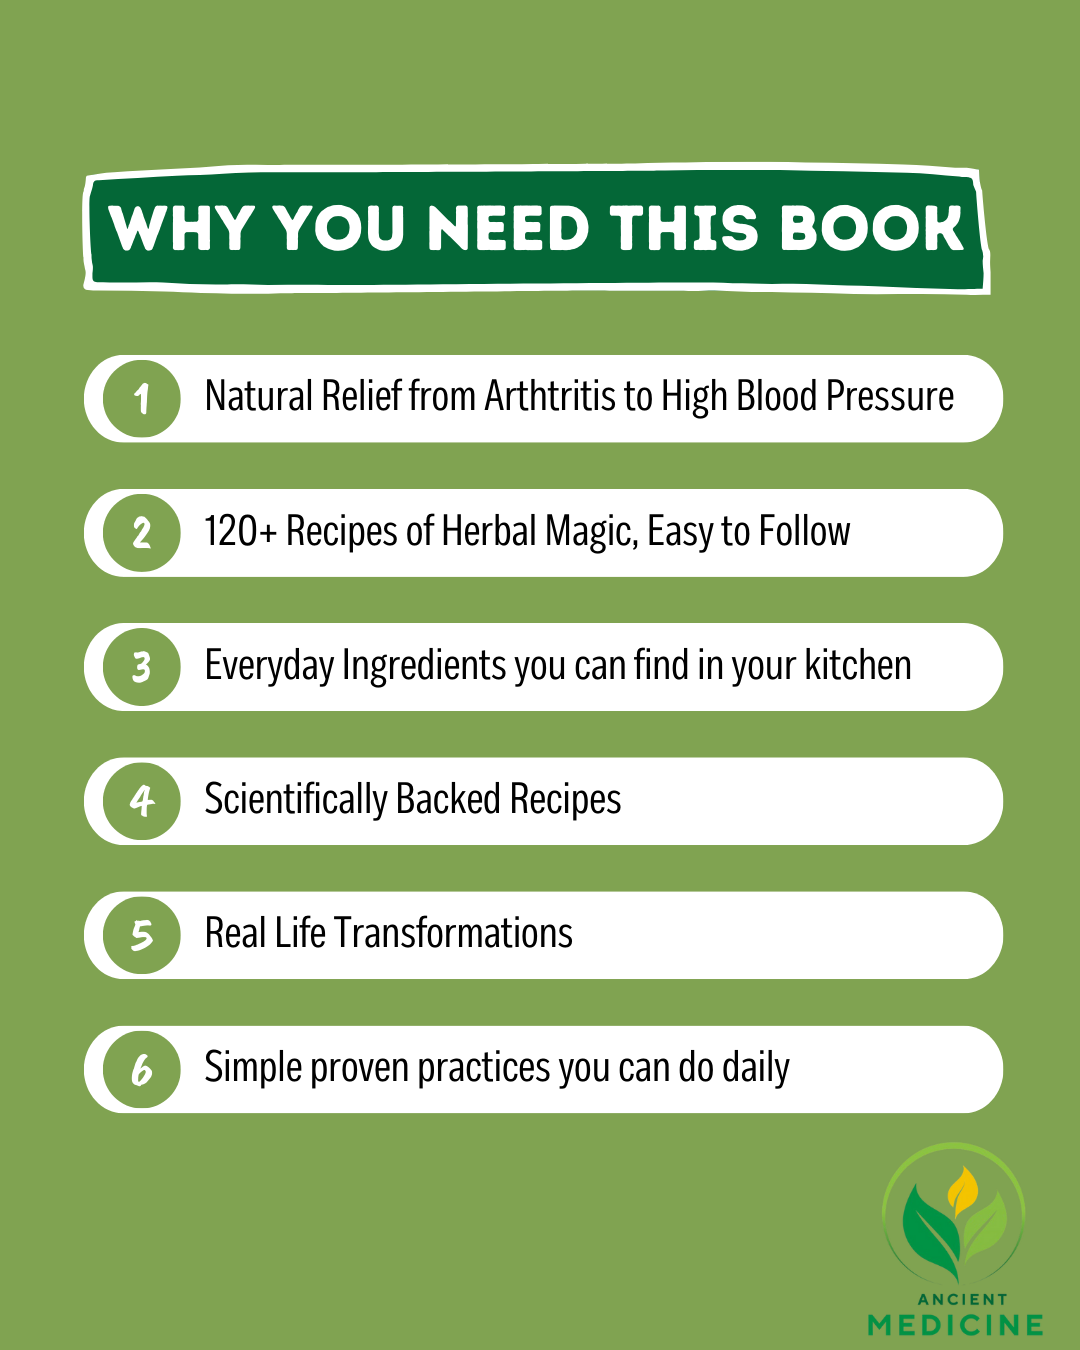 WHY YOU NEED THIS BOOK
1 Natural Relief from Arthtritis to High Blood Pressure
2 120+ Recipes of Herbal Magic, Easy to Follow
3 Everyday Ingredients you can find in your kitchen
4 Scientifically Backed Recipes
5 Real Life Transformations
6 Simple proven practices you can do daily
ANCIENT
MEDICINE